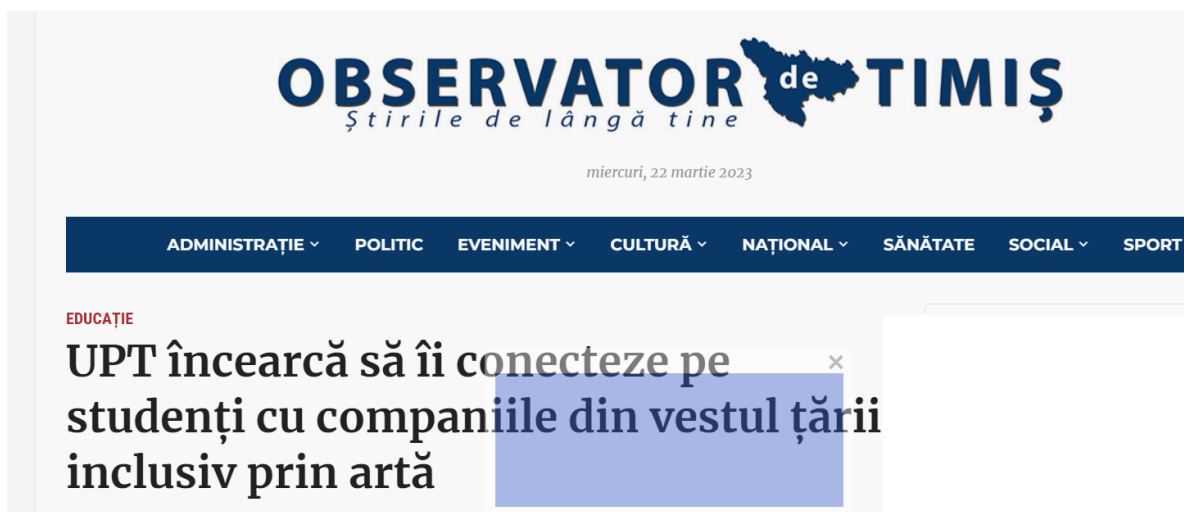 OBSERVATOR de TIMIȘ
Știrile de lângă tine
miercuri, 22 martie 2023
ADMINISTRAȚIE POLITIC EVENIMENT CULTURĂ NAȚIONAL SĂNĂTATE SOCIAL SPORT
EDUCAȚIE
UPT încearcă să îi conecteze pe
studenți cu companiile din vestul țării
inclusiv prin artă